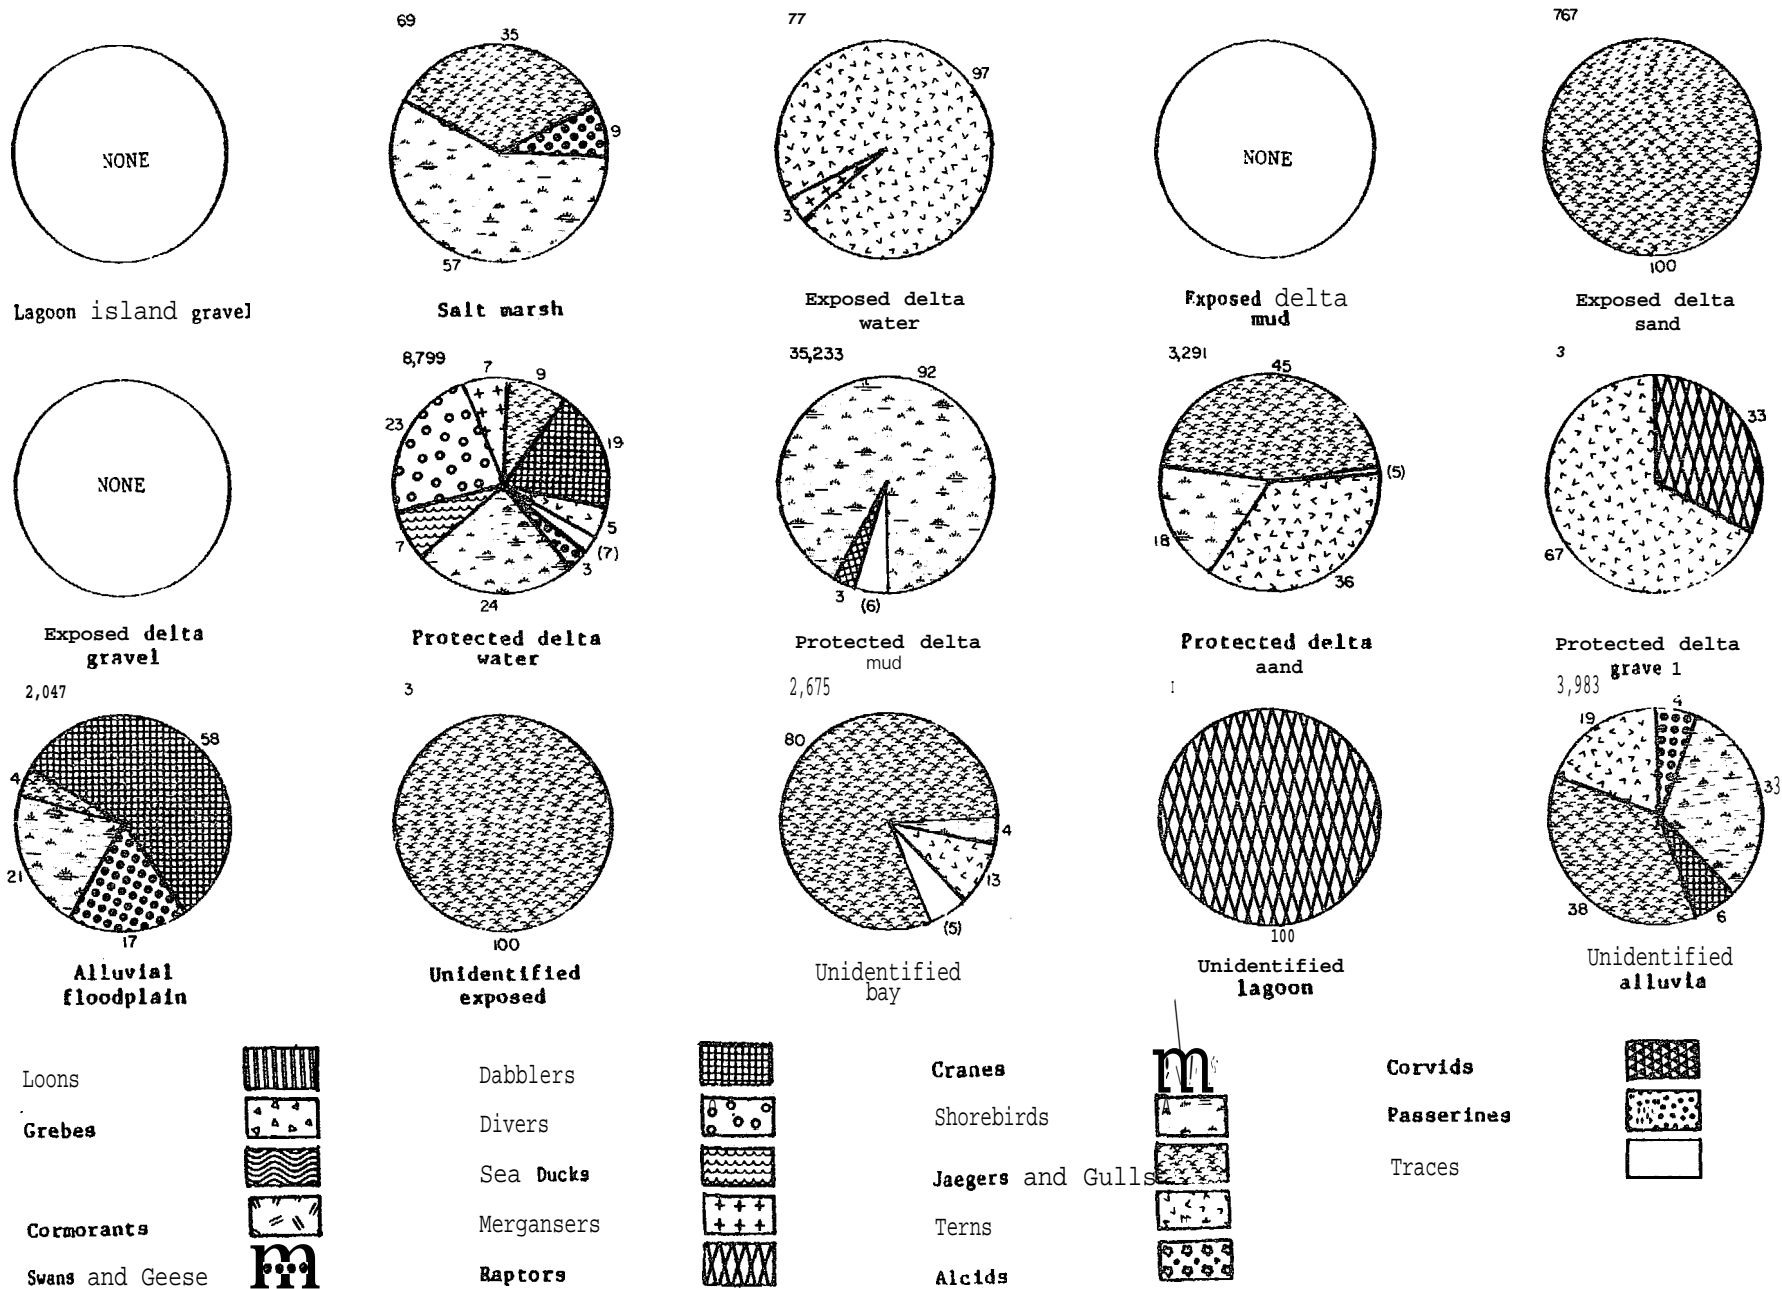 69
77
767
35
97
9
NONE
NONE
3
57
100
Lagoon island gravel
Salt marsh
Exposed delta
water
Exposed delta
mud
Exposed delta
sand
8,799
35,233
3,291
3
7
9
92
45
23
19
33
(5)
NONE
7
5
(7)
3
24
3
(6)
18
36
67
Exposed delta
gravel
Protected delta
water
Protected delta
mud
Protected delta
aand
Protected delta
grave 1
2,047
3
2,675
1
3,983
58
80
19
4
4
33
21
4
13
17
100
(5)
100
38
6
Alluvial
floodplain
Unidentified
exposed
Unidentified
bay
Unidentified
lagoon
Unidentified
alluvia
Loons
Dabblers
Cranes
m
Corvids
Grebes
Divers
Shorebirds
Passerines
Sea Ducks
Jaegers and Gulls
Traces
Cormorants
Mergansers
Terns
Swans and Geese
m
Raptors
Alcids